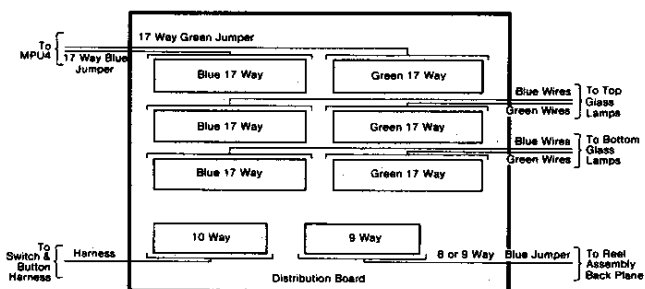 17 Way Green Jumper
To
MPU4
17 Way Blue
Jumper
Blue 17 Way
Green 17 Way
Blue Wires
Green Wires
To Top
Glass
Lamps
Blue 17 Way
Green 17 Way
Blue Wires
Green Wires
To Bottom
Glass
Lamps
Blue 17 Way
Green 17 Way
10 Way
9 Way
To
Switch &
Button
Harness
Harness
8 or 9 Way Blue Jumper
To Reel
Assembly
Back Plane
Distribution Board